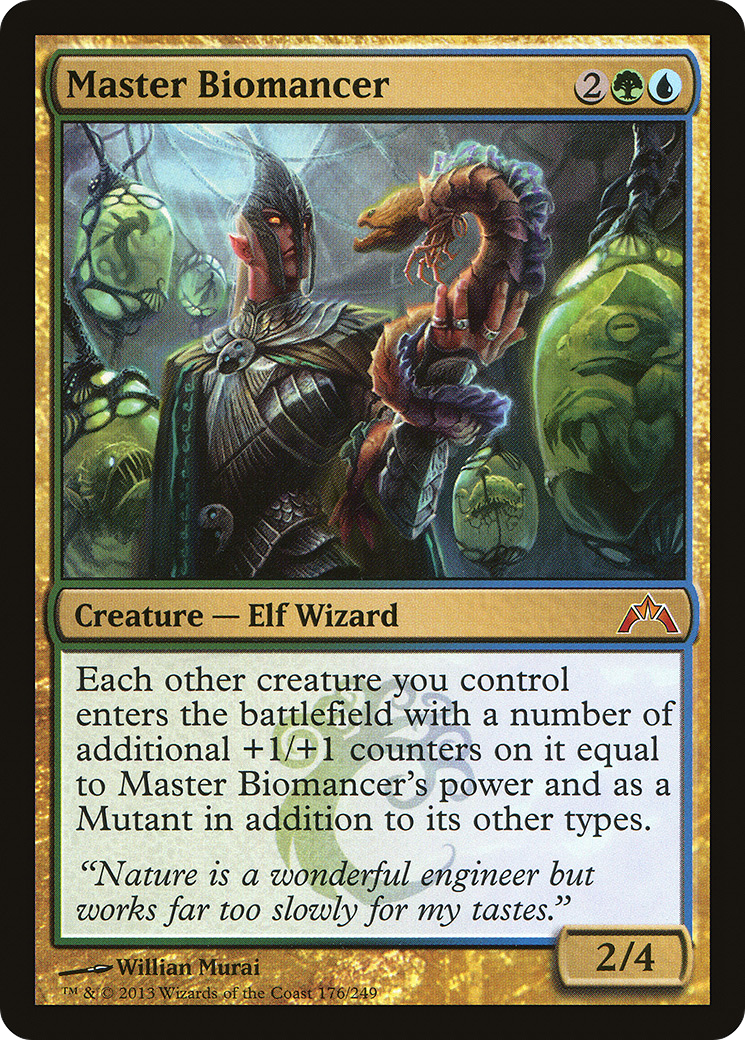 Master Biomancer 2
Creature — Elf Wizard
Each other creature you control
enters the battlefield with a number of
additional +1/+1 counters on it equal
to Master Biomancer's power and as a
Mutant in addition to its other types.
“Nature is a wonderful engineer but
works far too slowly for my tastes.”
2/4
Willian Murai
™ & © 2013 Wizards of the Coast 176/249